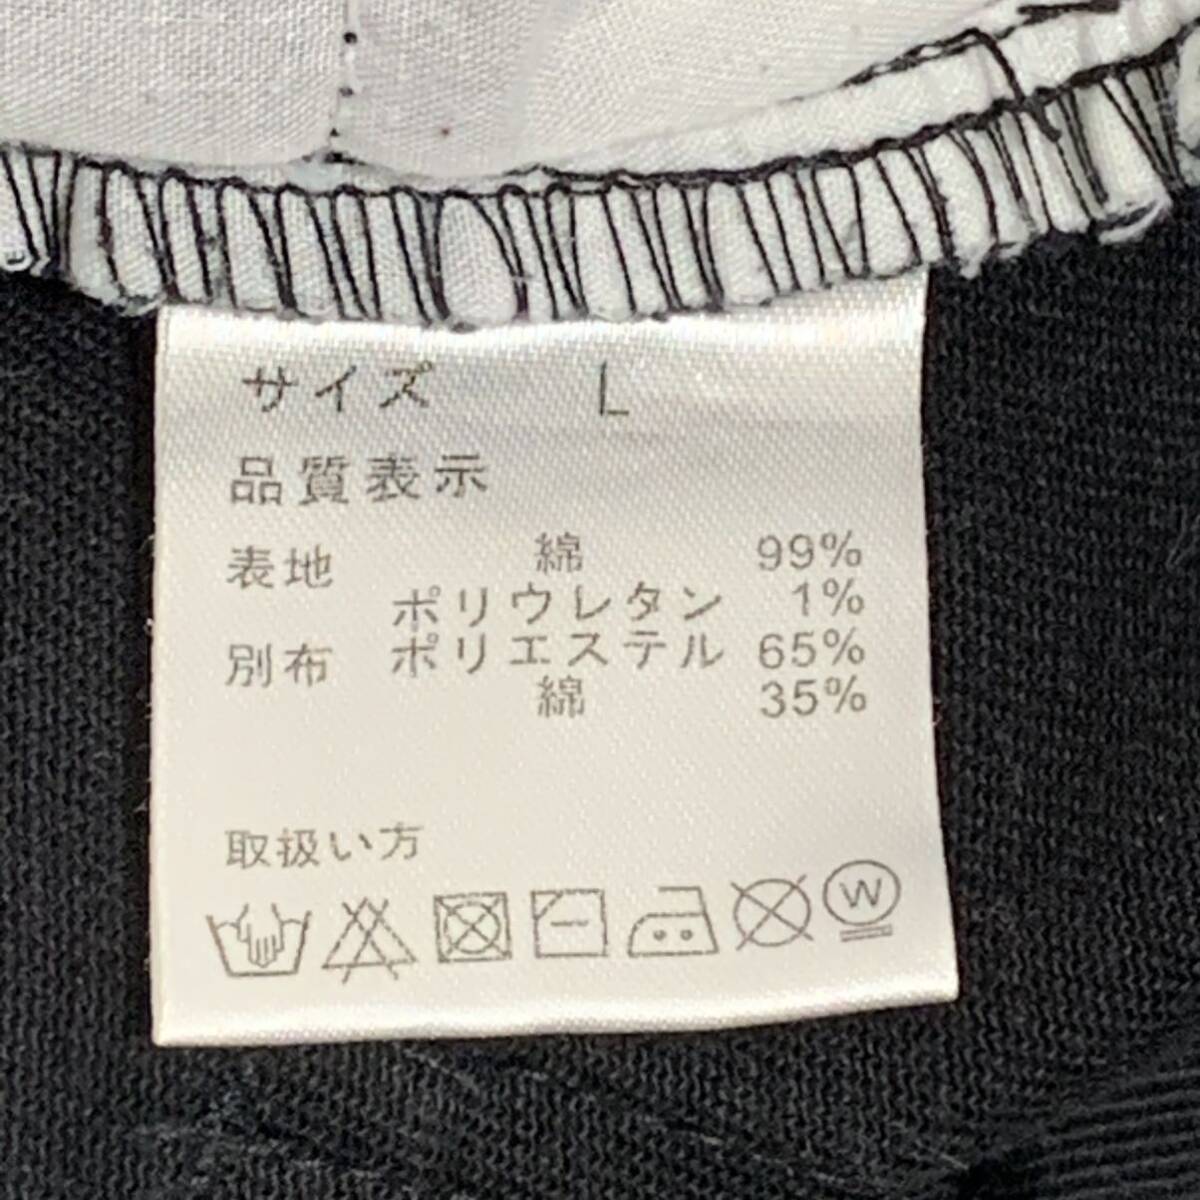 サイズ L
品質表示
表地 綿 99%
ポリウレタン 1%
別布 ポリエステル 65%
綿 35%
取扱い方
W